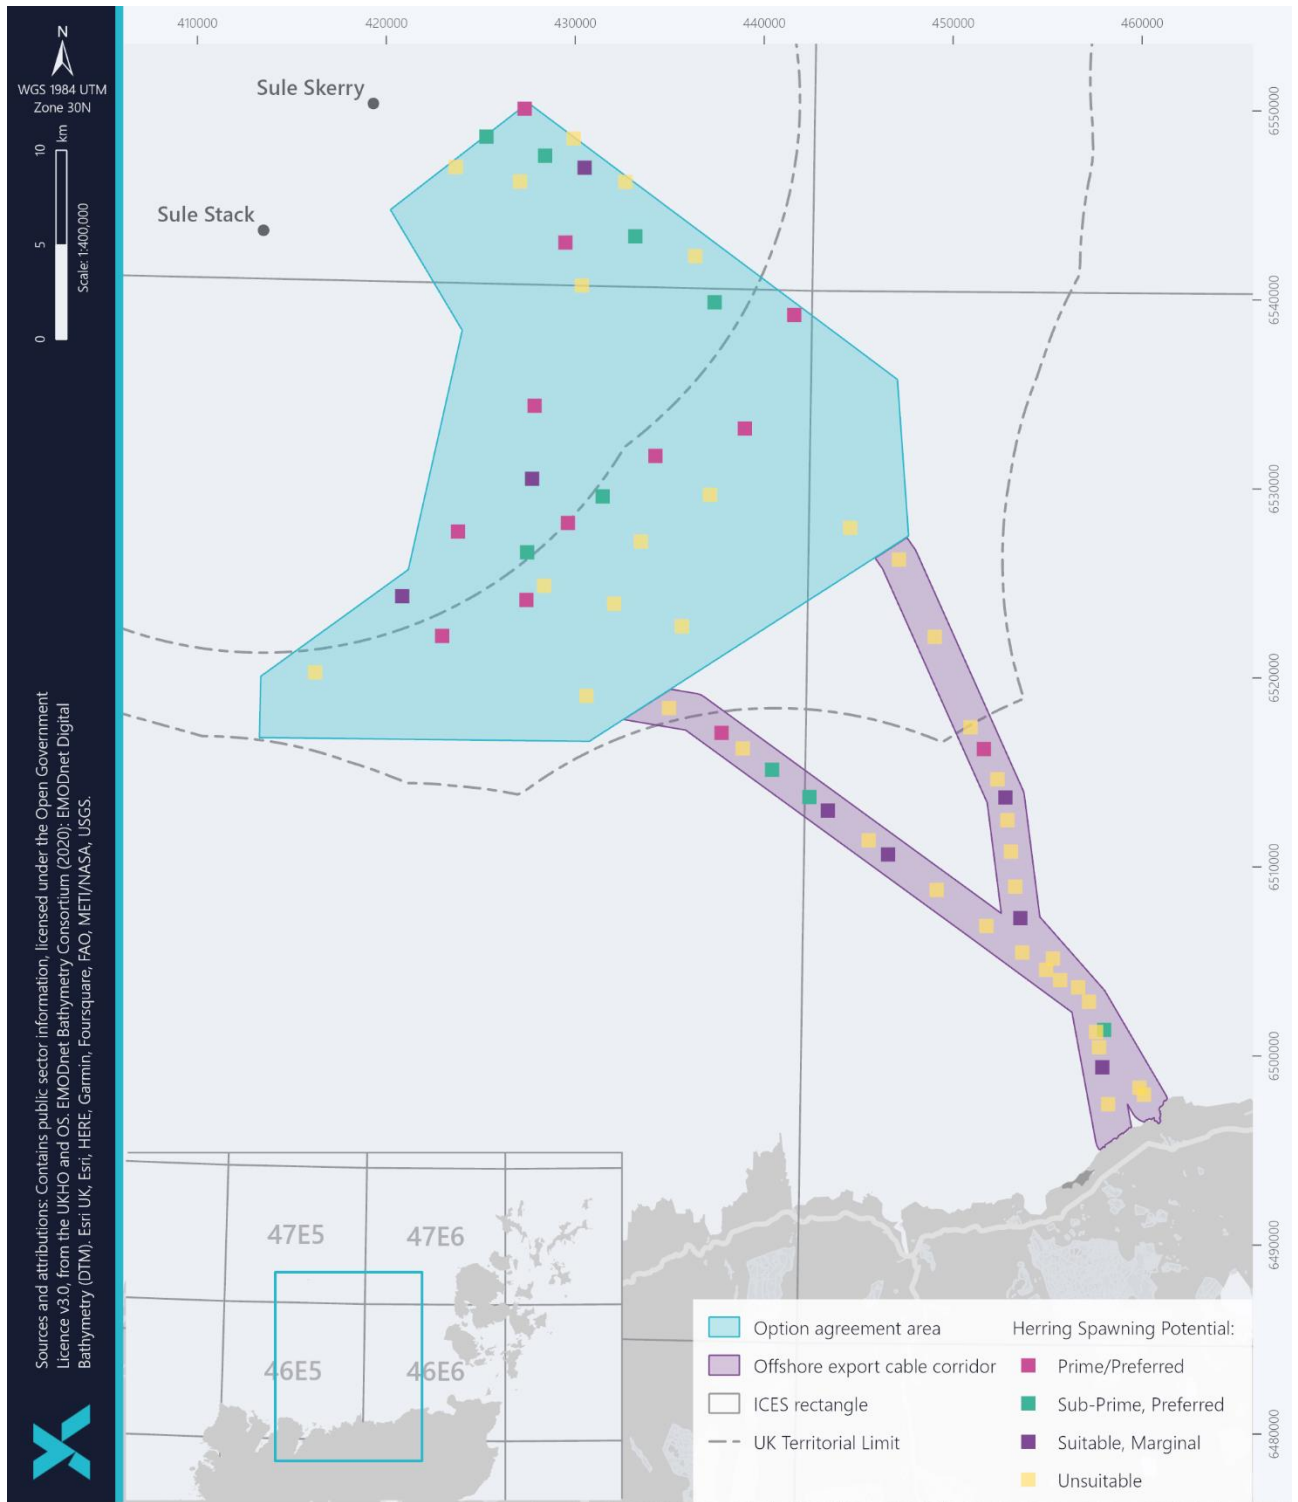 410000
420000
430000
440000
450000
460000
N
WGS 1984 UTM
Zone 30N
km
10
5
0
Scale: 1:400,000
Sule Skerry
Sule Stack
6550000
6540000
6530000
6520000
6510000
6500000
6490000
6480000
Sources and attributions: Contains public sector information, licensed under the Open Government
Licence v3.0, from the UKHO and OS. EMODnet Bathymetry Consortium (2020): EMODnet Digital
Bathymetry (DTM). Esri UK, Esri, HERE, Garmin, Foursquare, FAO, METI/NASA, USGS.
47E5
47E6
46E5
46E6
Option agreement area
Offshore export cable corridor
ICES rectangle
UK Territorial Limit
Herring Spawning Potential:
Prime/Preferred
Sub-Prime, Preferred
Suitable, Marginal
Unsuitable